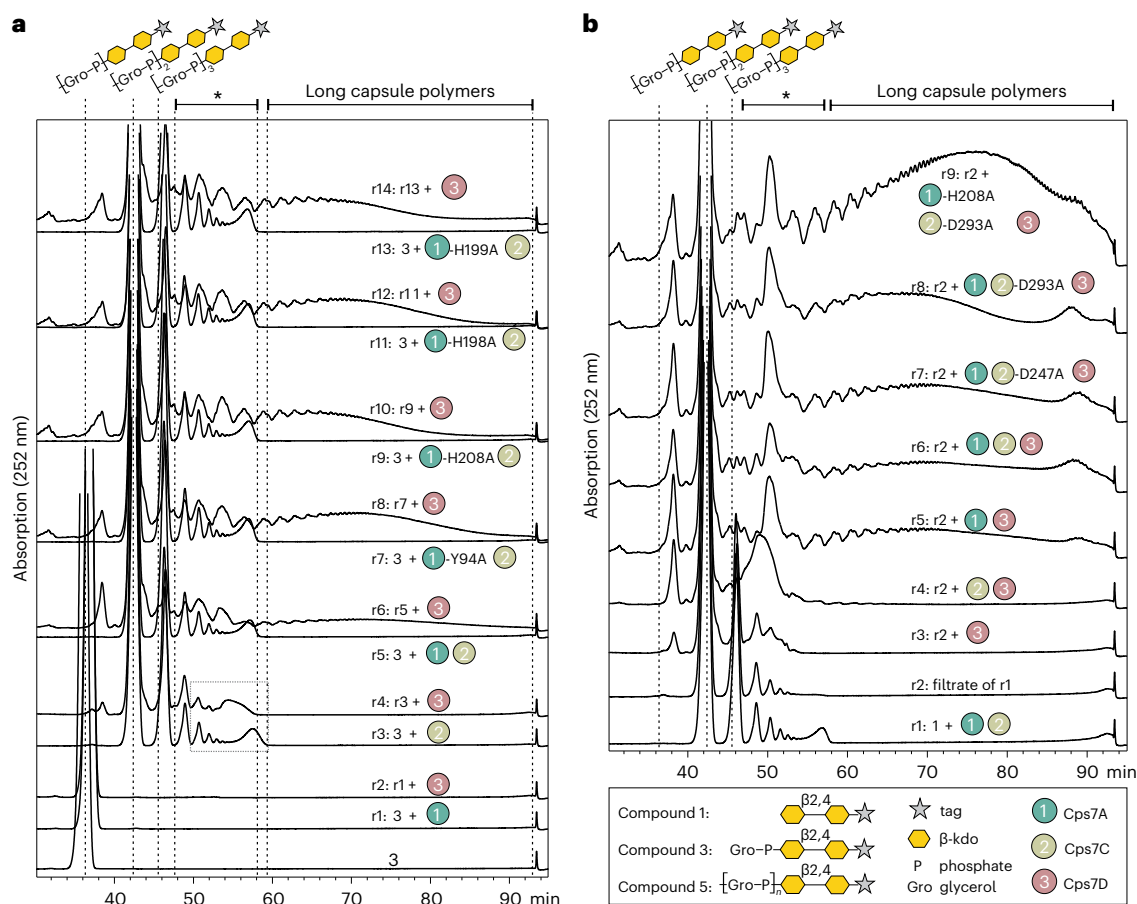 a
[Gro–P]
[Gro–P]2
[–Gro–P]3
*
Long capsule polymers
r14: r13 + 3
r13: 3 + 1-H199A 2
r12: r11 + 3
r11: 3 + 1-H198A 2
r10: r9 + 3
r9: 3 + 1-H208A 2
r8: r7 + 3
r7: 3 + 1-Y94A 2
r6: r5 + 3
r5: 3 + 1 2
r4: r3 + 3
r3: 3 + 2
r2: r1 + 3
r1: 3 + 1
3
Absorption (252 nm)
40 50 60 70 80 90 min
b
[Gro–P]
[Gro–P]2
[–Gro–P]3
*
Long capsule polymers
r9: r2 +
1-H208A
2-D293A 3
r8: r2 + 1 2-D293A 3
r7: r2 + 1 2-D247A 3
r6: r2 + 1 2 3
r5: r2 + 1 3
r4: r2 + 2 3
r3: r2 + 3
r2: filtrate of r1
r1: 1 + 1 2
Absorption (252 nm)
40 50 60 70 80 90 min
Compound 1: β2,4
Compound 3: Gro–P β2,4
Compound 5: [Gro–P]n β2,4
tag
β-kdo
P phosphate
Gro glycerol
1 Cps7A
2 Cps7C
3 Cps7D